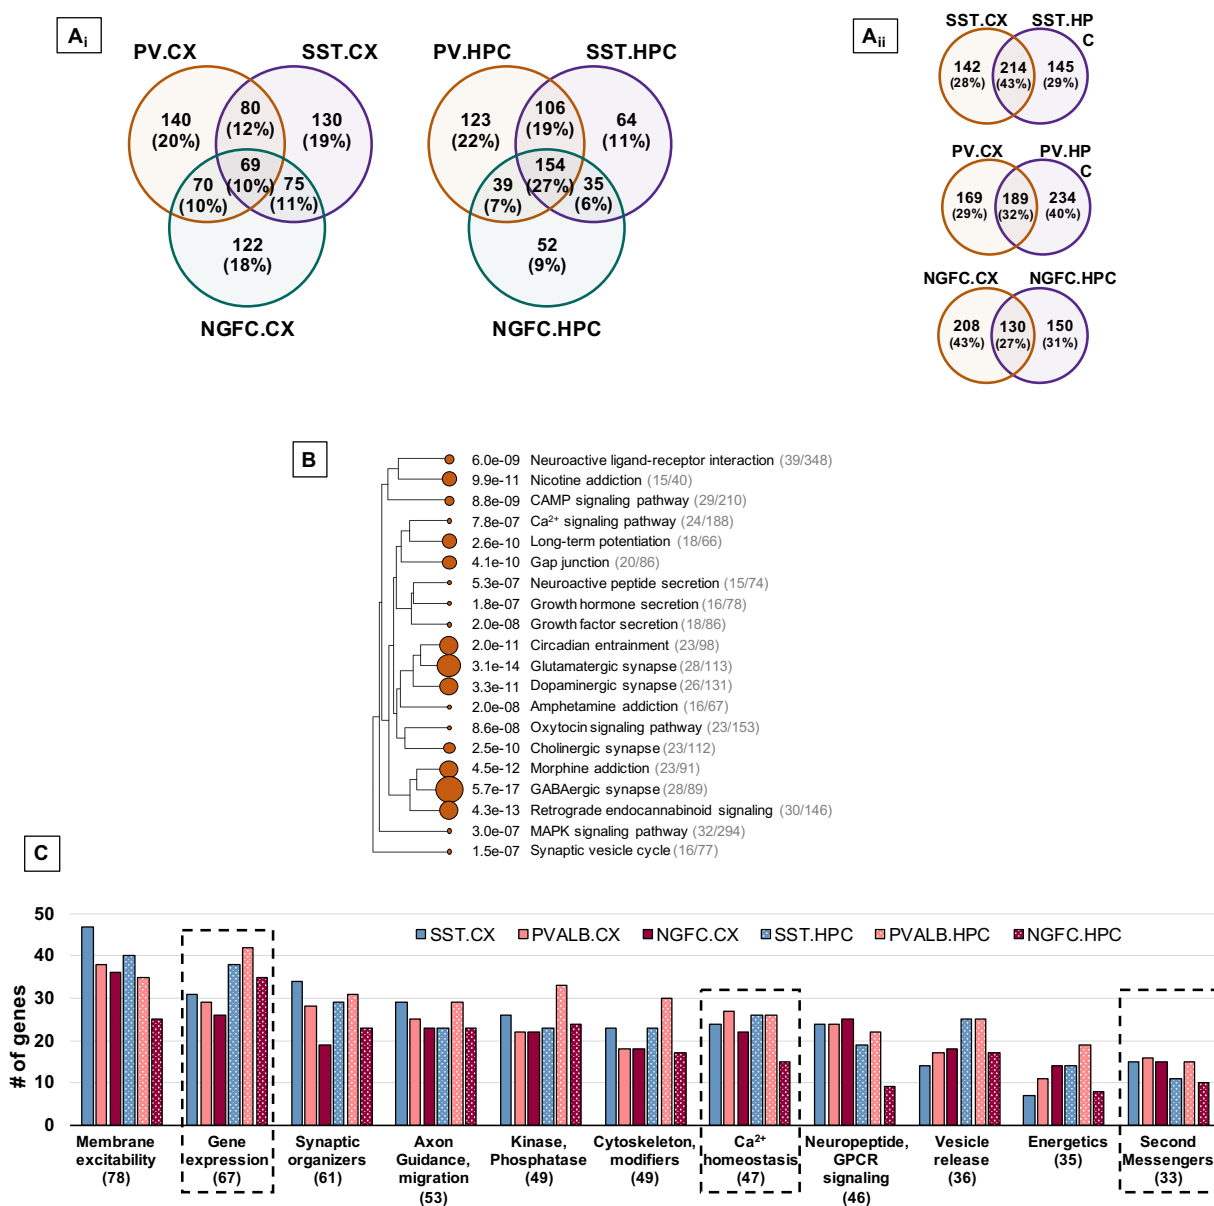 Ai
PV.CX
SST.CX
140
(20%)
80
(12%)
130
(19%)
69
(10%)
70
(10%)
75
(11%)
122
(18%)
NGFC.CX
PV.HPC
SST.HPC
123
(22%)
106
(19%)
64
(11%)
154
(27%)
39
(7%)
35
(6%)
52
(9%)
NGFC.HPC
Aii
SST.CX
SST.HP
C
142
(28%)
214
(43%)
145
(29%)
PV.CX
PV.HP
C
169
(29%)
189
(32%)
234
(40%)
NGFC.CX
NGFC.HPC
208
(43%)
130
(27%)
150
(31%)
B
6.0e-09 Neuroactive ligand-receptor interaction (39/348)
9.9e-11 Nicotine addiction (15/40)
8.8e-09 CAMP signaling pathway (29/210)
7.8e-07 Ca²⁺ signaling pathway (24/188)
2.6e-10 Long-term potentiation (18/66)
4.1e-10 Gap junction (20/86)
5.3e-07 Neuroactive peptide secretion (15/74)
1.8e-07 Growth hormone secretion (16/78)
2.0e-08 Growth factor secretion (18/86)
2.0e-11 Circadian entrainment (23/98)
3.1e-14 Glutamatergic synapse (28/113)
3.3e-11 Dopaminergic synapse (26/131)
2.0e-08 Amphetamine addiction (16/67)
8.6e-08 Oxytocin signaling pathway (23/153)
2.5e-10 Cholinergic synapse (23/112)
4.5e-12 Morphine addiction (23/91)
5.7e-17 GABAergic synapse (28/89)
4.3e-13 Retrograde endocannabinoid signaling (30/146)
3.0e-07 MAPK signaling pathway (32/294)
1.5e-07 Synaptic vesicle cycle (16/77)
C
# of genes
50
40
30
20
10
0
SST.CX PVALB.CX NGFC.CX SST.HPC PVALB.HPC NGFC.HPC
Membrane
excitability
(78)
Gene
expression
(67)
Synaptic
organizers
(61)
Axon
Guidance,
migration
(53)
Kinase,
Phosphatase
(49)
Cytoskeleton,
modifiers
(49)
Ca²⁺
homeostasis
(47)
Neuropeptide,
GPCR
signaling
(46)
Vesicle
release
(36)
Energetics
(35)
Second
Messengers
(33)